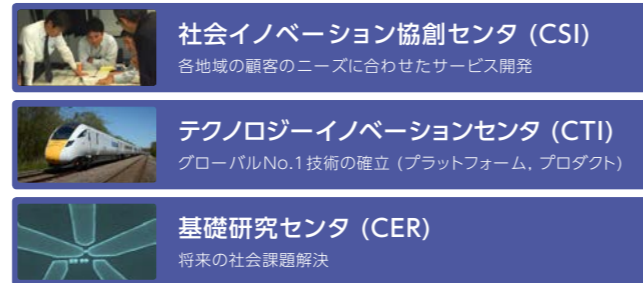 社会イノベーション協創センタ (CSI)
各地域の顧客のニーズに合わせたサービス開発
テクノロジーイノベーションセンタ (CTI)
グローバルNo.1技術の確立 (プラットフォーム, プロダクト)
基礎研究センタ (CER)
将来の社会課題解決